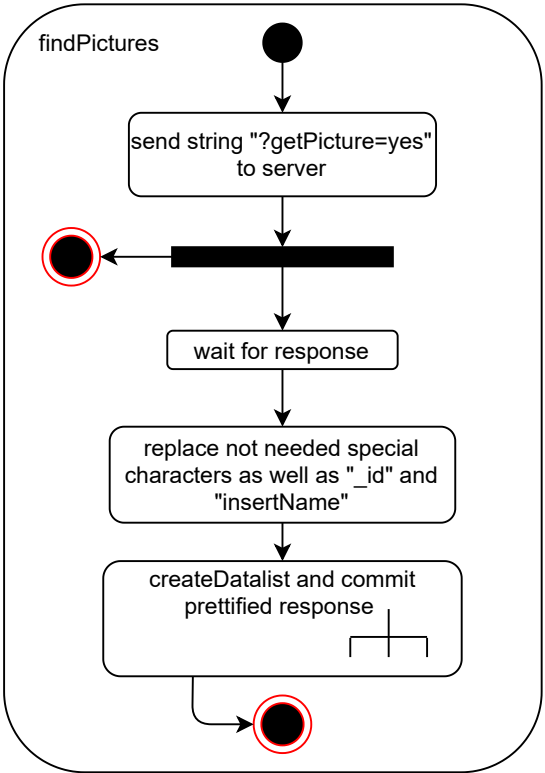 findPictures
send string "?getPicture=yes"
to server
wait for response
replace not needed special
characters as well as "_id" and
"insertName"
createDatalist and commit
prettified response